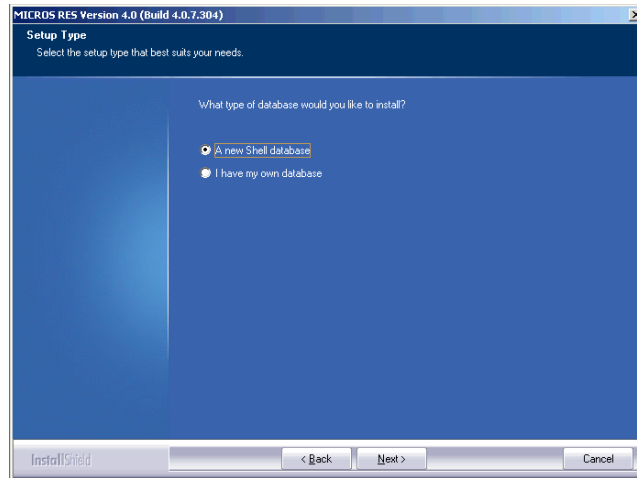 MICROS RES Version 4.0 (Build 4.0.7.304)
Setup Type
Select the setup type that best suits your needs.
What type of database would you like to install?
A new Shell database
I have my own database
InstallShield
< Back
Next >
Cancel